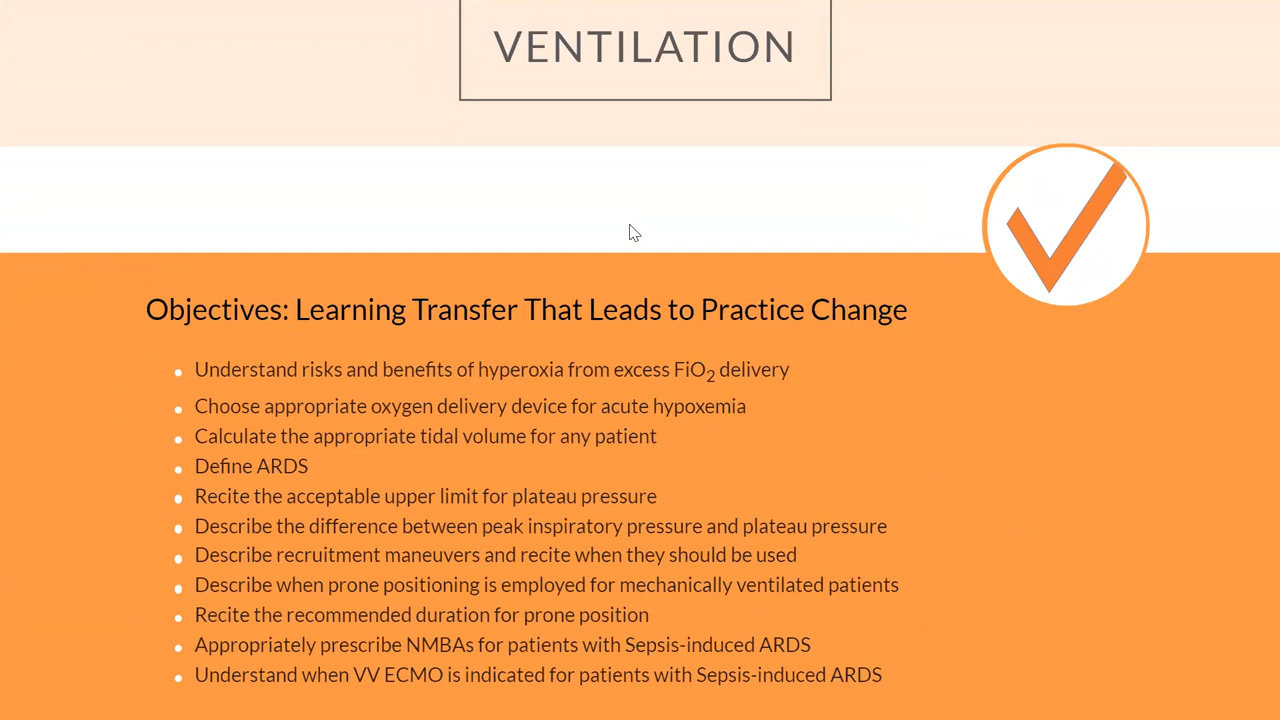 VENTILATION
Objectives: Learning Transfer That Leads to Practice Change
Understand risks and benefits of hyperoxia from excess FiO2 delivery
Choose appropriate oxygen delivery device for acute hypoxemia
Calculate the appropriate tidal volume for any patient
Define ARDS
Recite the acceptable upper limit for plateau pressure
Describe the difference between peak inspiratory pressure and plateau pressure
Describe recruitment maneuvers and recite when they should be used
Describe when prone positioning is employed for mechanically ventilated patients
Recite the recommended duration for prone position
Appropriately prescribe NMBAs for patients with Sepsis-induced ARDS
Understand when VV ECMO is indicated for patients with Sepsis-induced ARDS